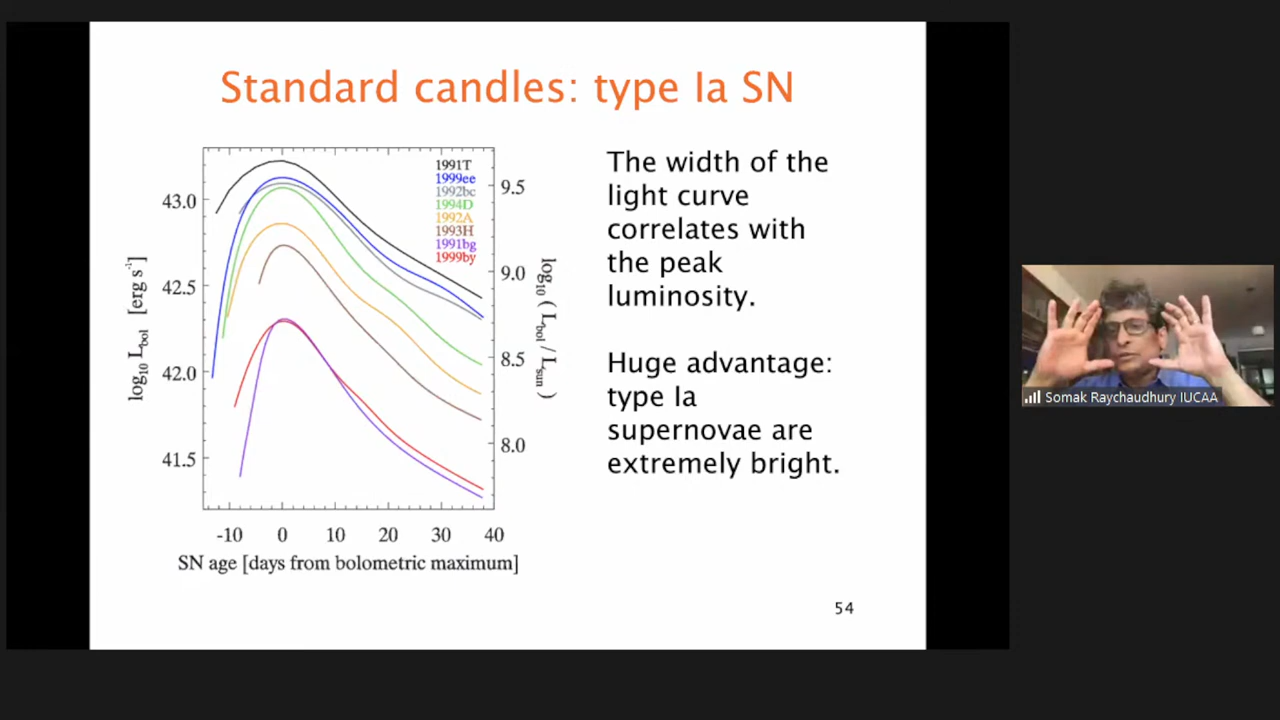 Standard candles: type Ia SN
1991T
1999ee
1992bc
1994D
1992A
1993H
1991bg
1999by
43.0
42.5
42.0
41.5
log₁₀ Lbol [erg s⁻¹]
9.5
9.0
8.5
8.0
log₁₀ ( Lbol / Lsun )
-10 0 10 20 30 40
SN age [days from bolometric maximum]
The width of the
light curve
correlates with
the peak
luminosity.
Huge advantage:
type Ia
supernovae are
extremely bright.
54
Somak Raychaudhury IUCAA